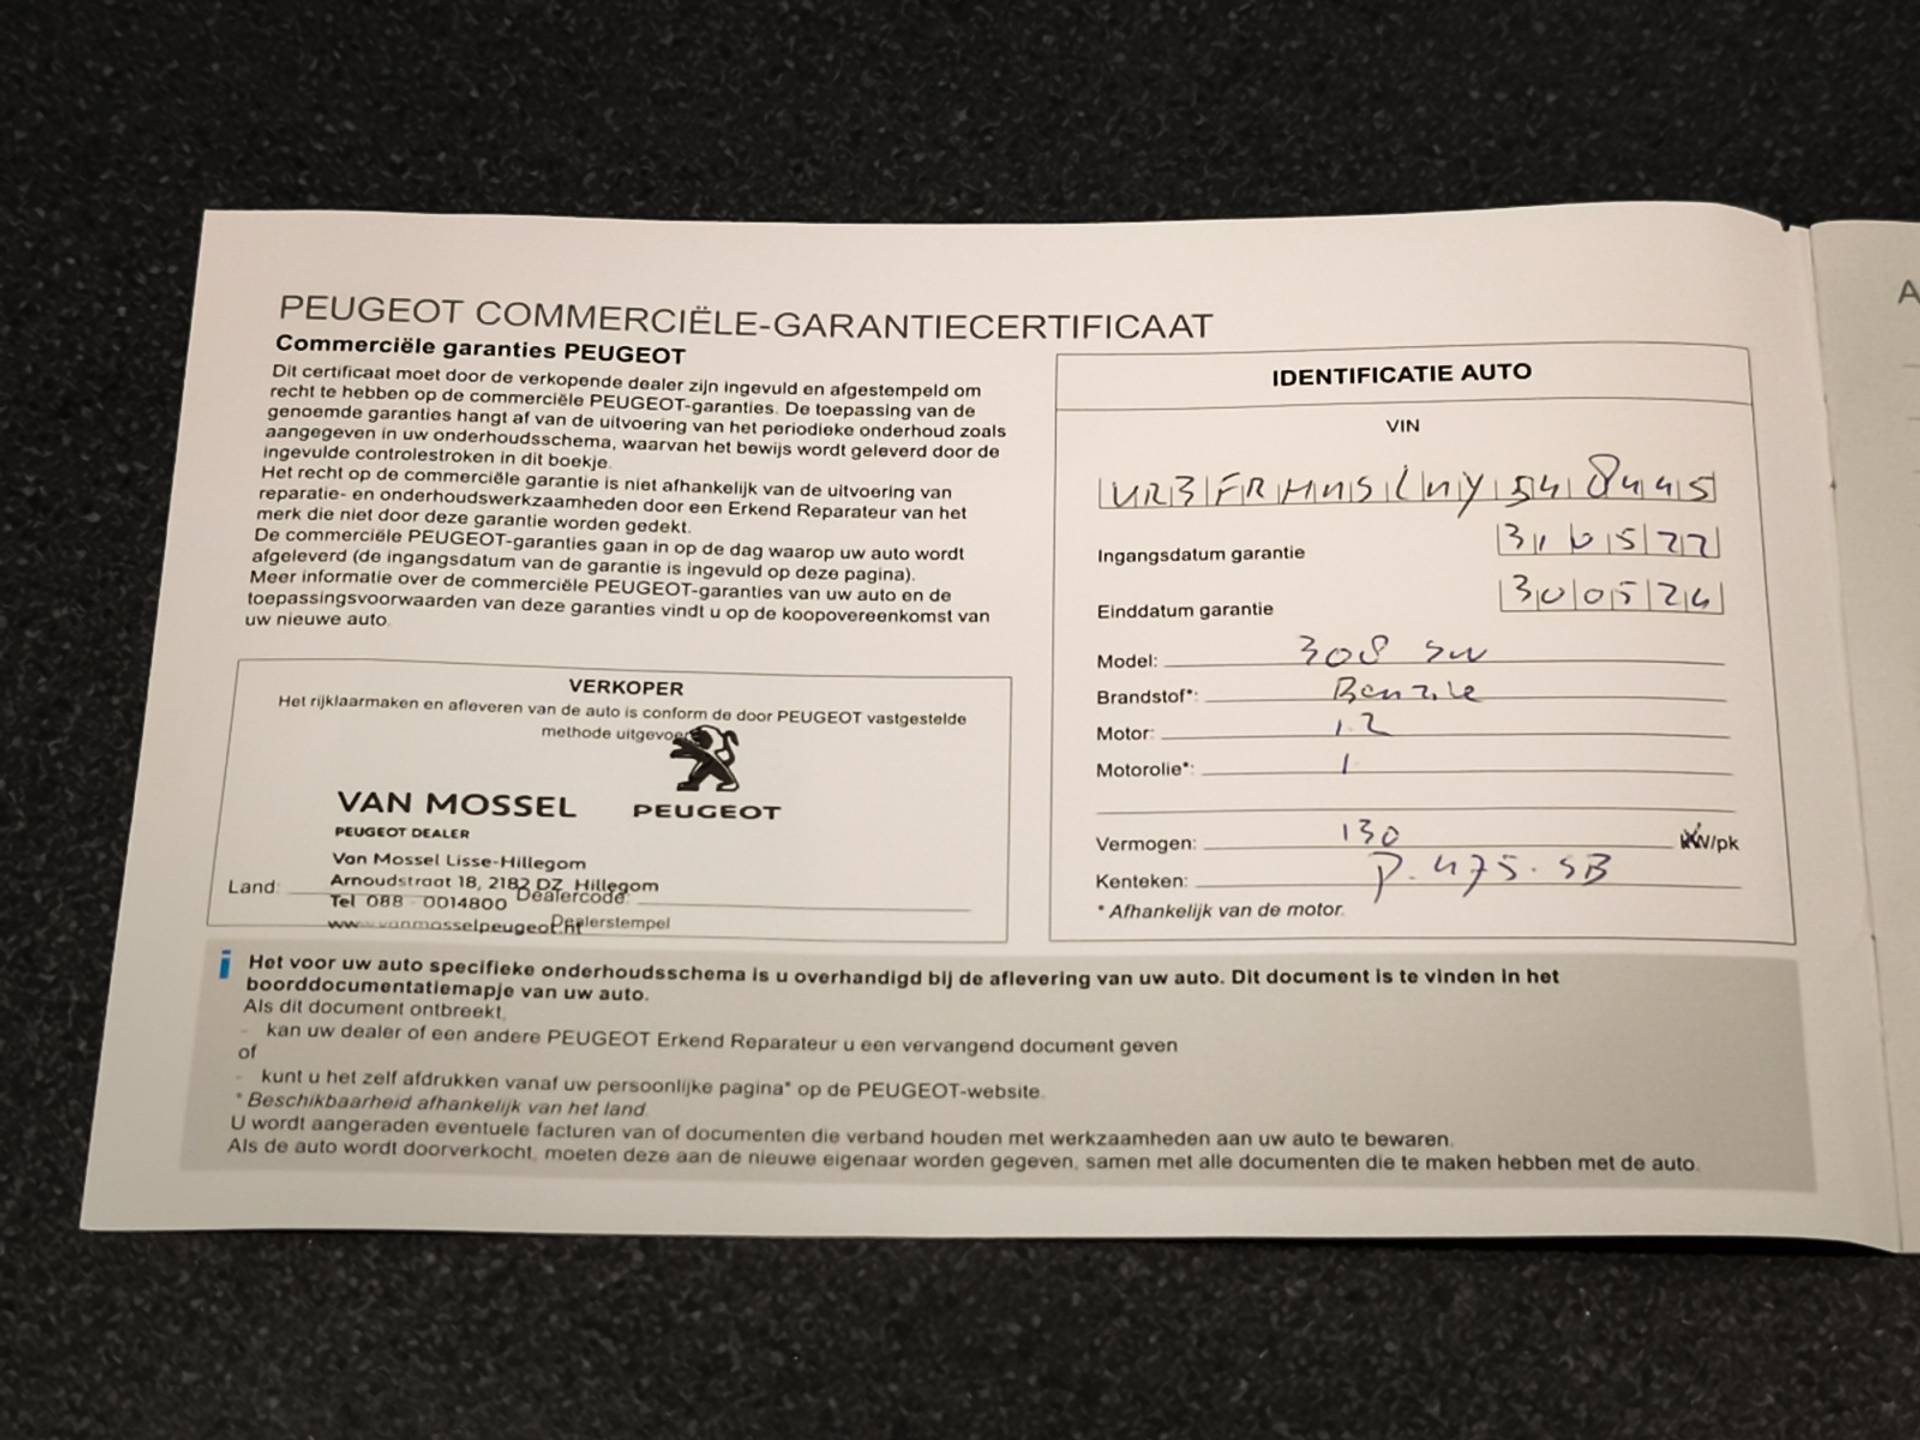 PEUGEOT COMMERCIËLE-GARANTIECERTIFICAAT
Commerciële garanties PEUGEOT
Dit certificaat moet door de verkopende dealer zijn ingevuld en afgestempeld om
recht te hebben op de commerciële PEUGEOT-garanties. De toepassing van de
genoemde garanties hangt af van de uitvoering van het periodieke onderhoud zoals
aangegeven in uw onderhoudsschema, waarvan het bewijs wordt geleverd door de
ingevulde controlestroken in dit boekje.
Het recht op de commerciële garantie is niet afhankelijk van de uitvoering van
reparatie- en onderhoudswerkzaamheden door een Erkend Reparateur van het
merk die niet door deze garantie worden gedekt.
De commerciële PEUGEOT-garanties gaan in op de dag waarop uw auto wordt
afgeleverd (de ingangsdatum van de garantie is ingevuld op deze pagina).
Meer informatie over de commerciële PEUGEOT-garanties van uw auto en de
toepassingsvoorwaarden van deze garanties vindt u op de koopovereenkomst van
uw nieuwe auto.
VERKOPER
Het rijklaarmaken en afleveren van de auto is conform de door PEUGEOT vastgestelde
methode uitgevoerd
VAN MOSSEL PEUGEOT
PEUGEOT DEALER
Van Mossel Lisse-Hillegom
Arnoudstraat 18, 2182 DZ Hillegom
Land: Dealercode:
Tel 088 - 0014800
www.vanmosselpeugeot.nl
Dealerstempel
IDENTIFICATIE AUTO
VIN
Ingangsdatum garantie 31 05 22
Einddatum garantie 30 05 24
Model: 308 SW
Brandstof*: Benzine
Motor: 1.2
Motorolie*: /
Vermogen: 130 kW/pk
Kenteken: P-475-SB
* Afhankelijk van de motor.
i Het voor uw auto specifieke onderhoudsschema is u overhandigd bij de aflevering van uw auto. Dit document is te vinden in het
boorddocumentatiemapje van uw auto.
Als dit document ontbreekt,
- kan uw dealer of een andere PEUGEOT Erkend Reparateur u een vervangend document geven
of
- kunt u het zelf afdrukken vanaf uw persoonlijke pagina* op de PEUGEOT-website.
* Beschikbaarheid afhankelijk van het land.
U wordt aangeraden eventuele facturen van of documenten die verband houden met werkzaamheden aan uw auto te bewaren.
Als de auto wordt doorverkocht, moeten deze aan de nieuwe eigenaar worden gegeven, samen met alle documenten die te maken hebben met de auto.
A